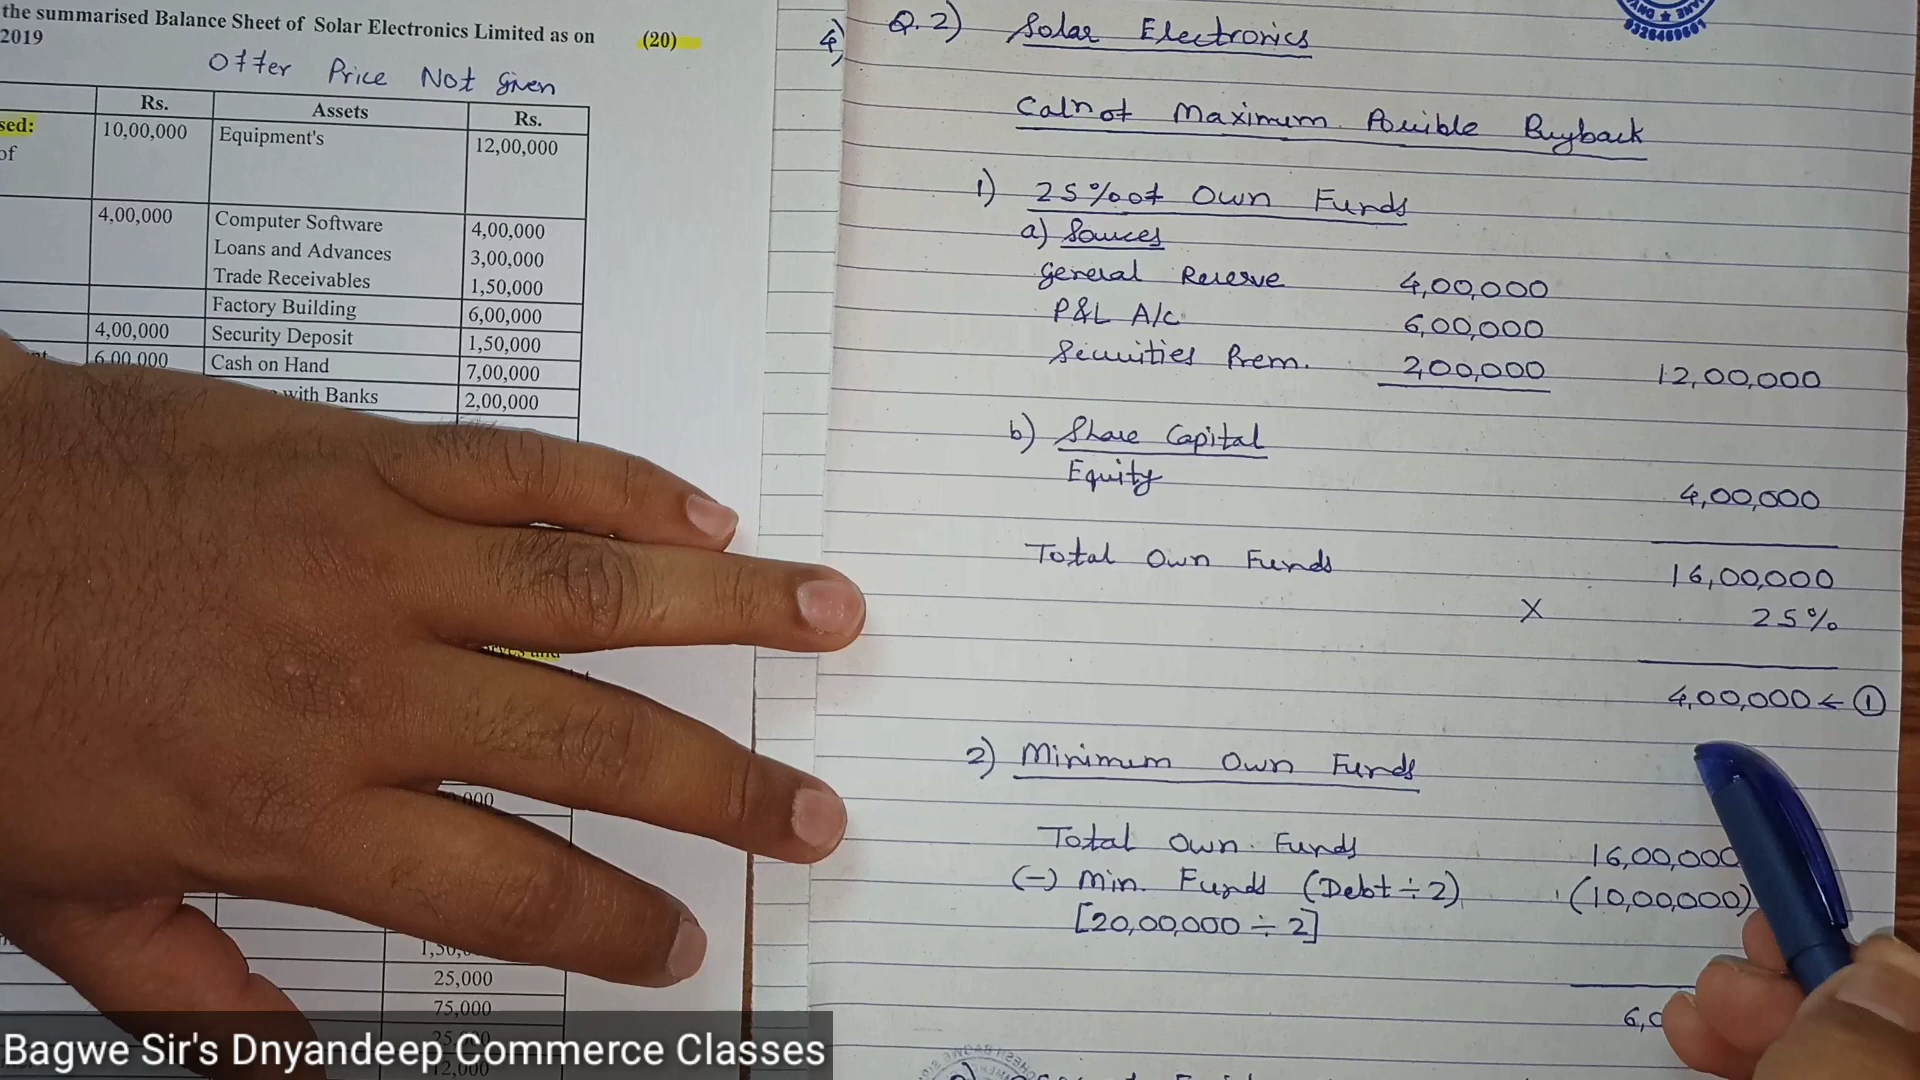 the summarised Balance Sheet of Solar Electronics Limited as on (20)
2019
Offer Price Not Given
Rs. Assets Rs.
sed: 10,00,000 Equipment's 12,00,000
of
4,00,000 Computer Software 4,00,000
Loans and Advances 3,00,000
Trade Receivables 1,50,000
Factory Building 6,00,000
4,00,000 Security Deposit 1,50,000
6,00,000 Cash on Hand 7,00,000
with Banks 2,00,000
25,000
75,000
12,000
4)
Q.2) Solar Electronics
Caln of Maximum Possible Buyback
1) 25% of Own Funds
a) Sources
General Reserve 4,00,000
P&L A/c 6,00,000
Securities Prem. 2,00,000 12,00,000
b) Share Capital
Equity 4,00,000
Total Own Funds 16,00,000
X 25%
4,00,000 ← ①
2) Minimum Own Funds
Total Own Funds 16,00,000
(-) Min. Funds (Debt ÷ 2) (10,00,000)
[20,00,000 ÷ 2]
Bagwe Sir's Dnyandeep Commerce Classes